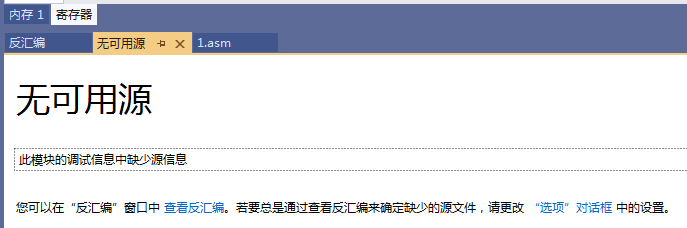 内存 1 寄存器
反汇编 无可用源 1.asm
无可用源
此模块的调试信息中缺少源信息
您可以在“反汇编”窗口中 查看反汇编。若要总是通过查看反汇编来确定缺少的源文件，请更改 “选项”对话框 中的设置。